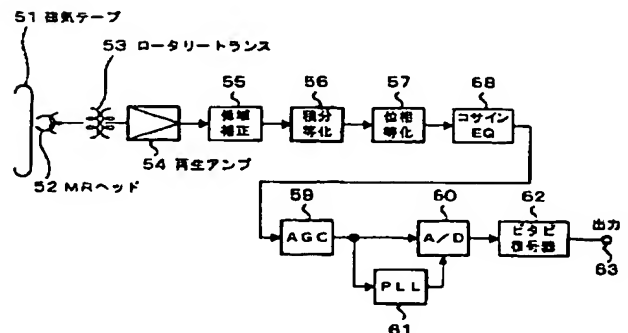 51 磁気テープ
53 ロータリートランス
52 MRヘッド
54 再生アンプ
55
低域
補正
56
積分
等化
57
位相
等化
68
コサイン
EQ
59
AGC
60
A/D
61
PLL
62
ビタビ
復号器
出力
63